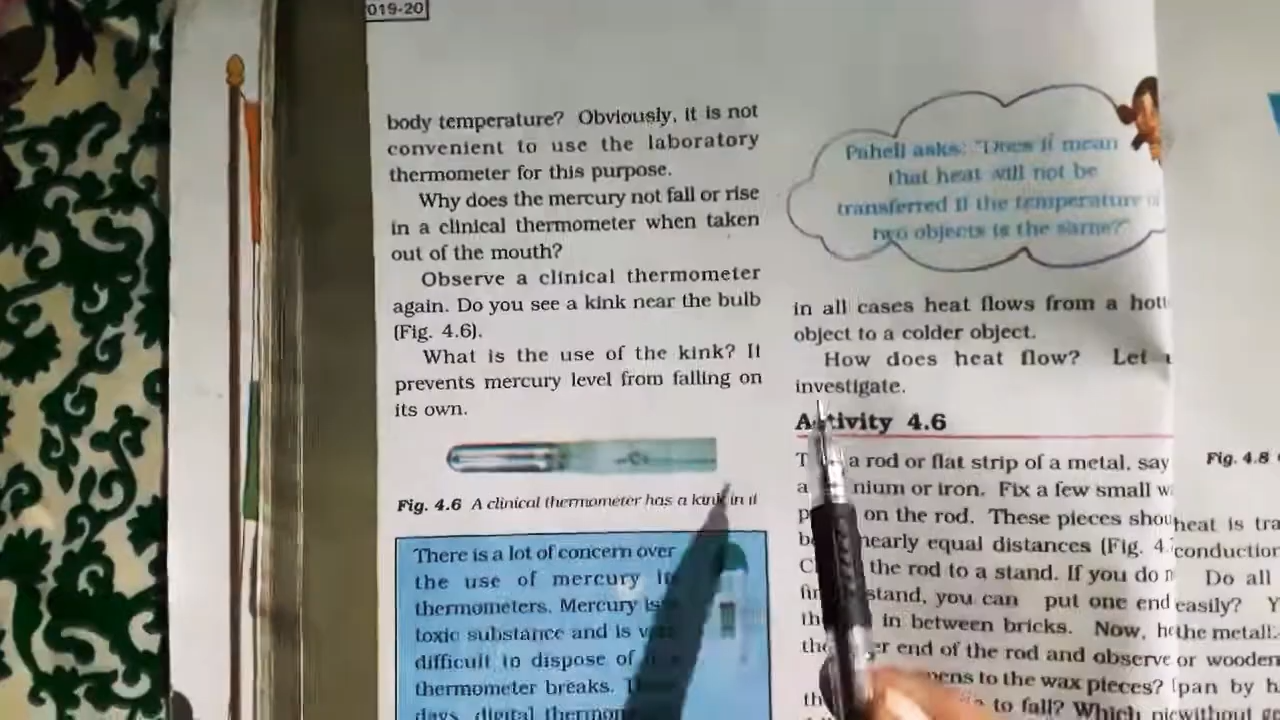 019-20
body temperature? Obviously, it is not
convenient to use the laboratory
thermometer for this purpose.
Why does the mercury not fall or rise
in a clinical thermometer when taken
out of the mouth?
Observe a clinical thermometer
again. Do you see a kink near the bulb
(Fig. 4.6).
What is the use of the kink? It
prevents mercury level from falling on
its own.
Fig. 4.6 A clinical thermometer has a kink in it
There is a lot of concern over
the use of mercury in
thermometers. Mercury is
toxic substance and is
difficult to dispose of
thermometer breaks.
days, digital
Paheli asks: "Does it mean
that heat will not be
transferred if the temperature of
two objects is the same?"
in all cases heat flows from a
object to a colder object.
How does heat flow? Let
investigate.
Activity 4.6
a rod or flat strip of a metal, say
or iron. Fix a few small
on the rod. These pieces
nearly equal distances (Fig.
the rod to a stand. If you do
stand, you can put one end
in between bricks. Now,
end of the rod and observe
to the wax pieces?
to fall? Which
Fig. 4.8
heat is
conduction
Do all
easily?
the
or wooden
(pan by
without